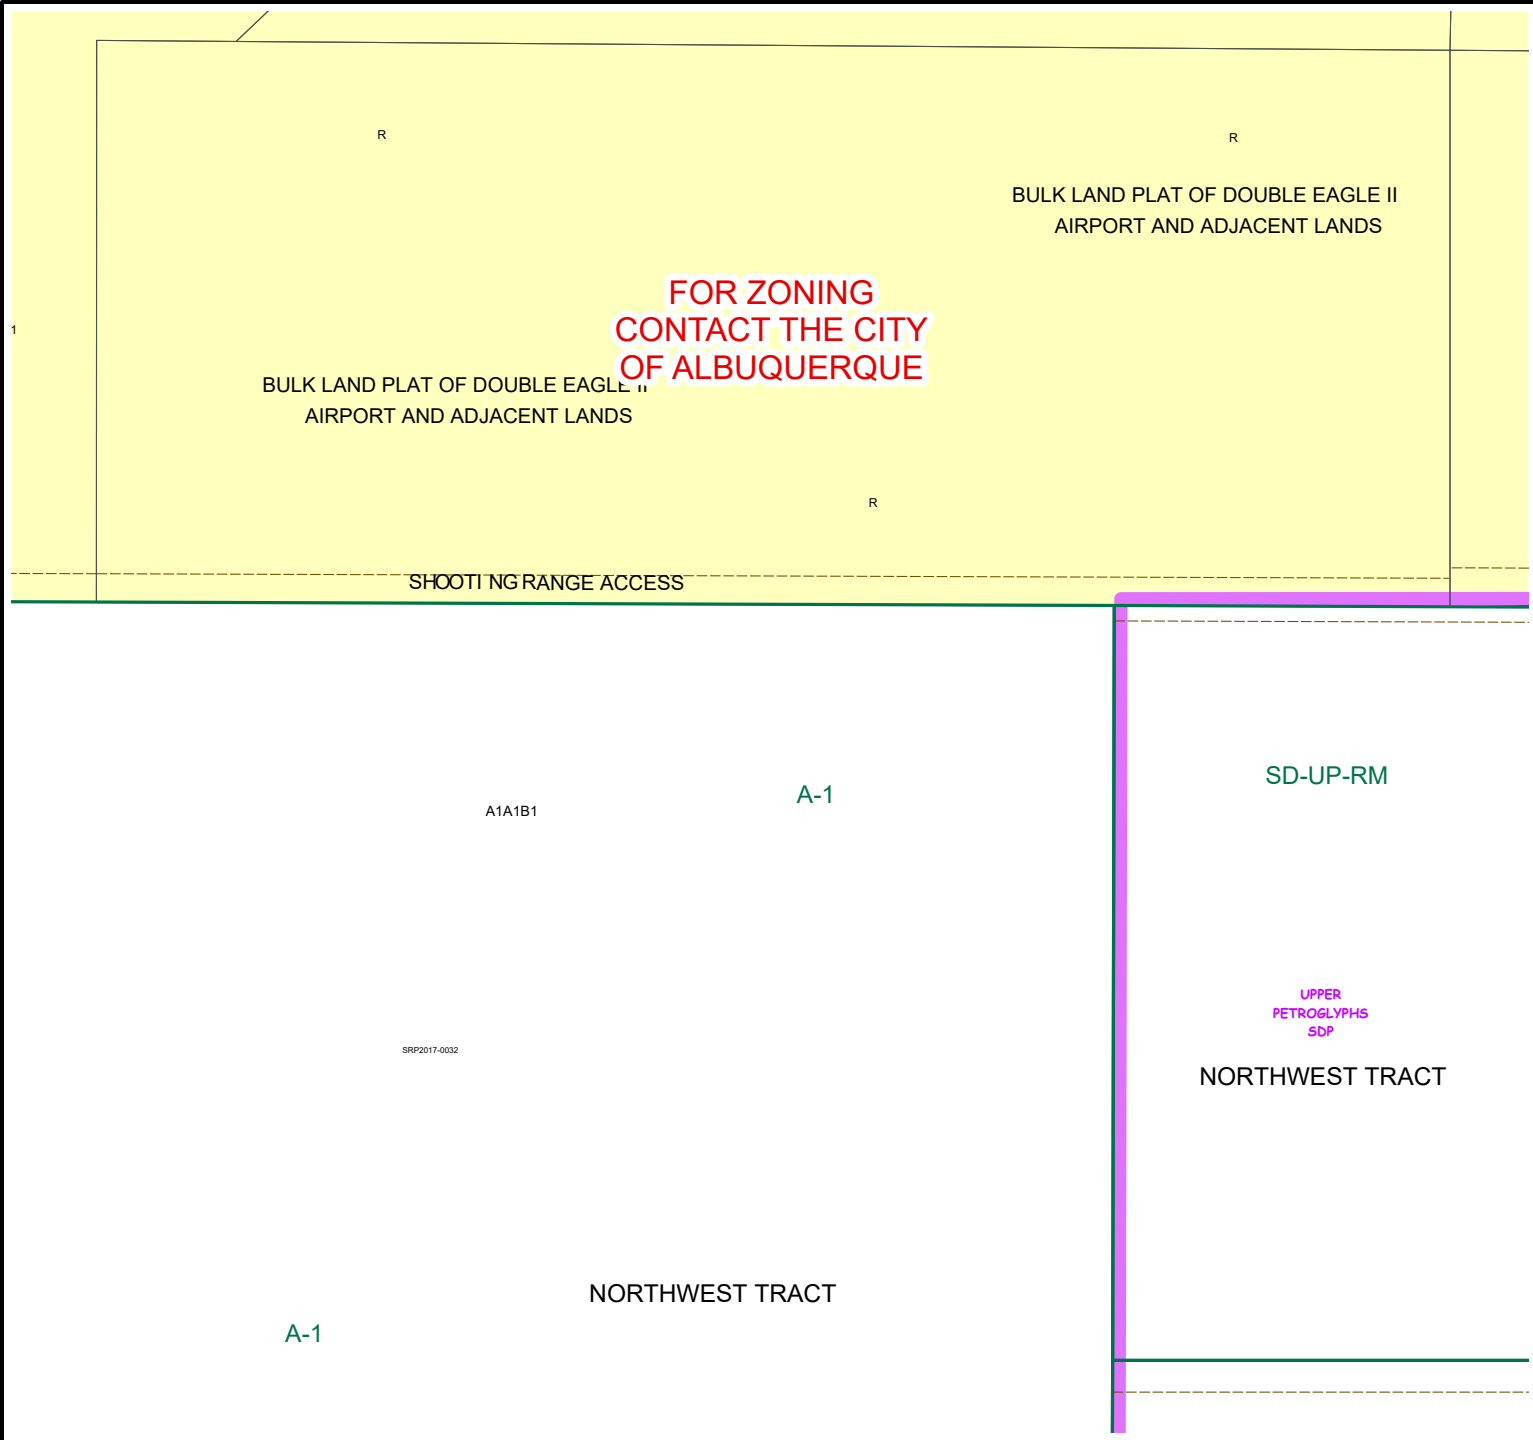 R
R
BULK LAND PLAT OF DOUBLE EAGLE II
AIRPORT AND ADJACENT LANDS
FOR ZONING
CONTACT THE CITY
OF ALBUQUERQUE
1
BULK LAND PLAT OF DOUBLE EAGLE II
AIRPORT AND ADJACENT LANDS
R
SHOOTING RANGE ACCESS
SD-UP-RM
A-1
A1A1B1
UPPER
PETROGLYPHS
SDP
SRP2017-0032
NORTHWEST TRACT
NORTHWEST TRACT
A-1